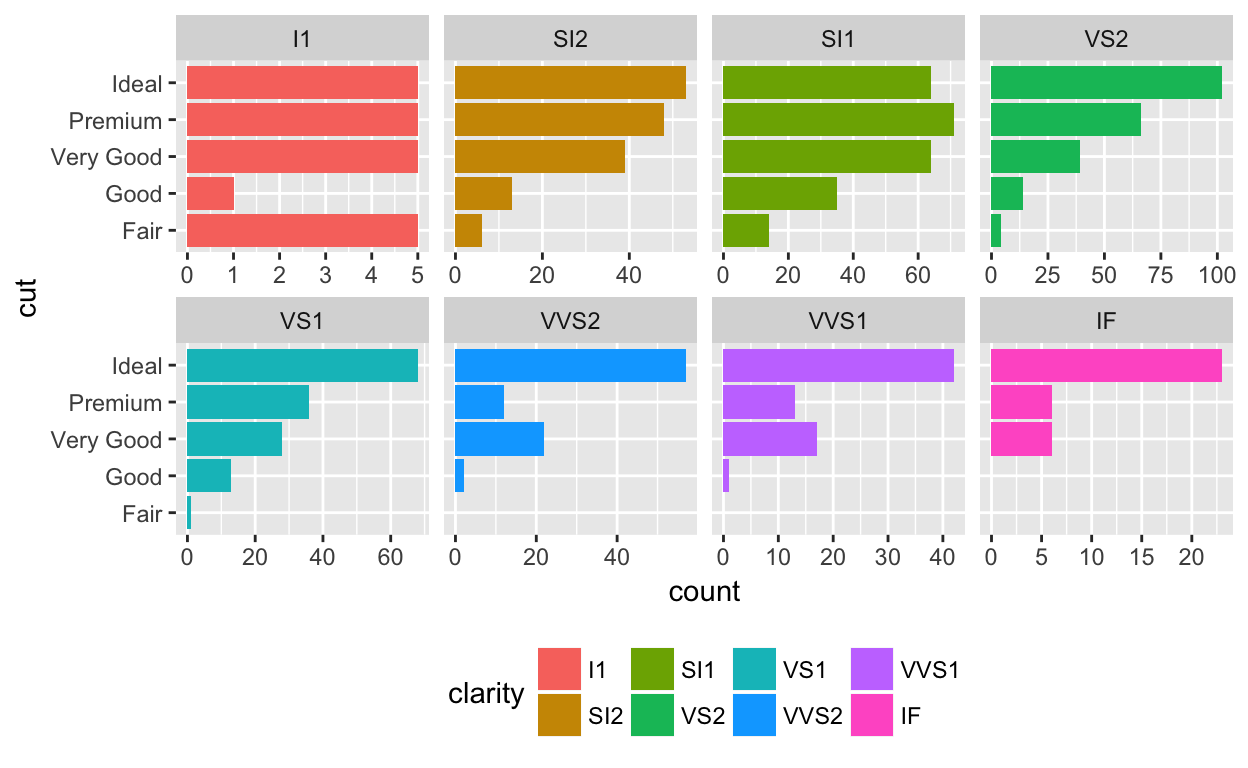 I1 SI2 SI1 VS2
Ideal
Premium
Very Good
Good
Fair
0 1 2 3 4 5 0 20 40 0 20 40 60 0 25 50 75 100
cut
VS1 VVS2 VVS1 IF
Ideal
Premium
Very Good
Good
Fair
0 20 40 60 0 20 40 0 10 20 30 40 0 5 10 15 20
count
clarity
I1 SI1 VS1 VVS1
SI2 VS2 VVS2 IF